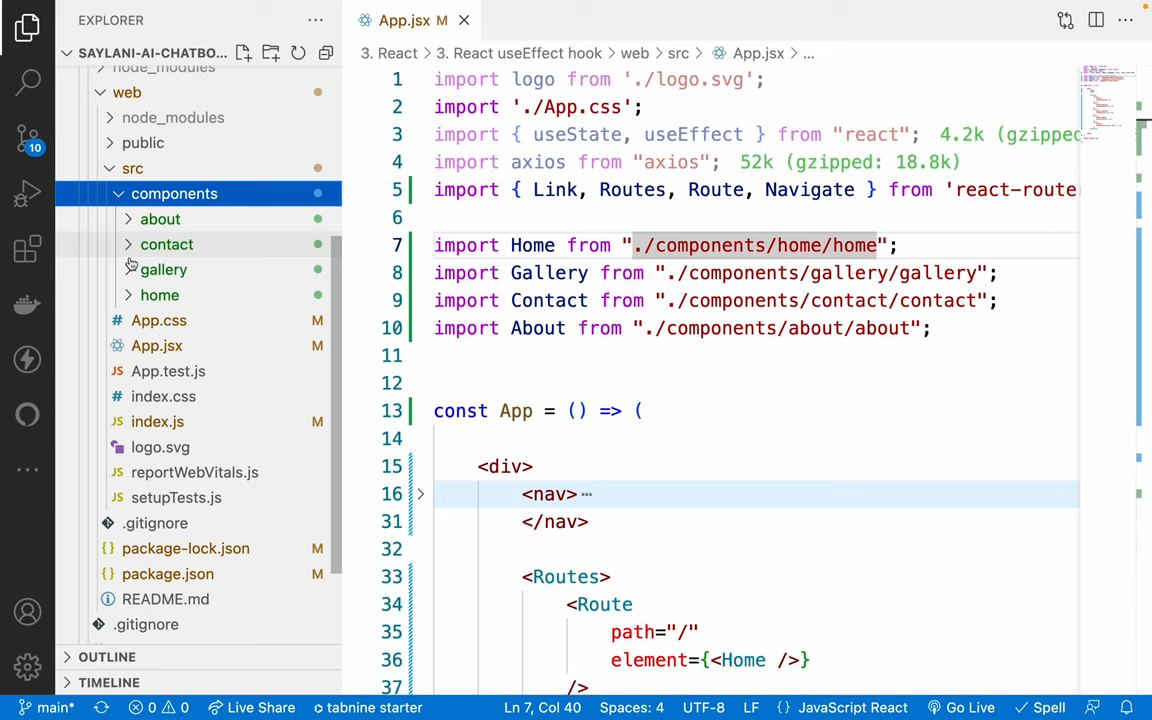 EXPLORER
SAYLANI-AI-CHATBO...
node_modules
web
node_modules
public
src
components
about
contact
gallery
home
App.css M
App.jsx M
App.test.js
index.css
index.js M
logo.svg
reportWebVitals.js
setupTests.js
.gitignore
package-lock.json M
package.json M
README.md
.gitignore
OUTLINE
TIMELINE
10
App.jsx M
3. React > 3. React useEffect hook > web > src > App.jsx > ...
1 import logo from './logo.svg';
2 import './App.css';
3 import { useState, useEffect } from "react"; 4.2k (gzipped:
4 import axios from "axios"; 52k (gzipped: 18.8k)
5 import { Link, Routes, Route, Navigate } from 'react-route
6
7 import Home from "./components/home/home";
8 import Gallery from "./components/gallery/gallery";
9 import Contact from "./components/contact/contact";
10 import About from "./components/about/about";
11
12
13 const App = () => (
14
15 <div>
16 <nav>…
31 </nav>
32
33 <Routes>
34 <Route
35 path="/"
36 element={<Home />}
37 />
main* 0 0 Live Share tabnine starter Ln 7, Col 40 Spaces: 4 UTF-8 LF {} JavaScript React Go Live Spell